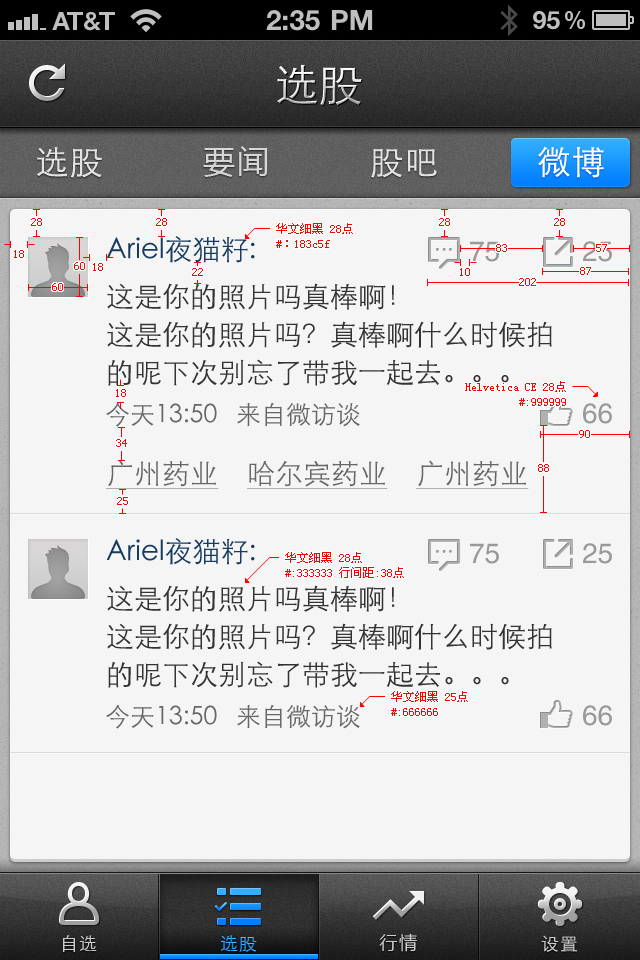 AT&T 2:35 PM 95%
选股
选股 要闻 股吧 微博
28 28 28 28
Ariel夜猫籽: 华文细黑 28点
#:183c5f
75 83 25 57
18 60 18 22 10 87
60 202
这是你的照片吗真棒啊!
这是你的照片吗?真棒啊什么时候拍
的呢下次别忘了带我一起去。。。
18 Helvetica CE 28点
#:999999
今天13:50 来自微访谈 66
34 90
88
广州药业 哈尔宾药业 广州药业
25
Ariel夜猫籽: 75 25
华文细黑 28点
#:333333 行间距:38点
这是你的照片吗真棒啊!
这是你的照片吗?真棒啊什么时候拍
的呢下次别忘了带我一起去。。。
华文细黑 25点
#:666666
今天13:50 来自微访谈 66
自选 选股 行情 设置